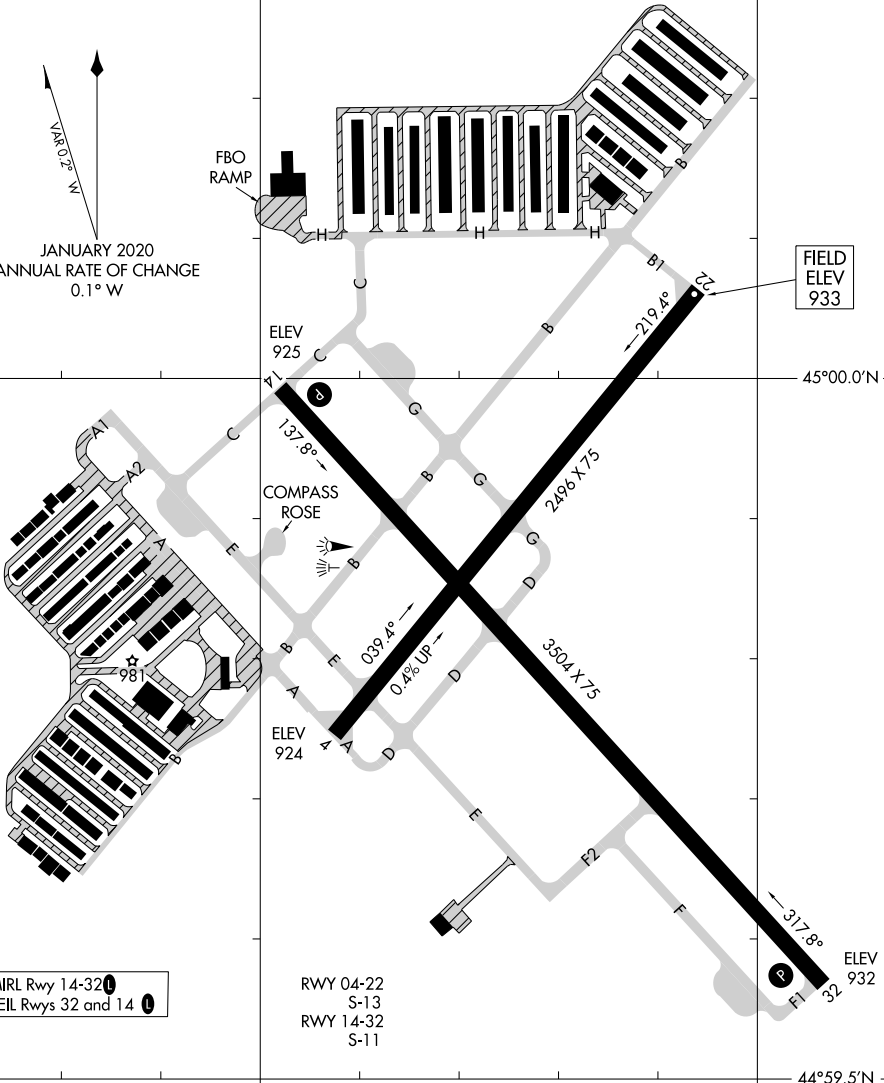 VAR 0.2° W
JANUARY 2020
ANNUAL RATE OF CHANGE
0.1° W
FBO
RAMP
H
H
H
B
B1
22
FIELD
ELEV
933
C
219.4°
B
ELEV
925
C
14
P
45°00.0'N
G
C
137.8°
A1
A2
B
G
2496 X 75
COMPASS
ROSE
G
A
E
B
D
039.4°
0.4% UP
B
E
D
3504 X 75
981
A
ELEV
924
4
A
D
B
E
F2
F
317.8°
P
ELEV
932
F1
32
MIRL Rwy 14-32 L
REIL Rwys 32 and 14 L
RWY 04-22
S-13
RWY 14-32
S-11
44°59.5'N